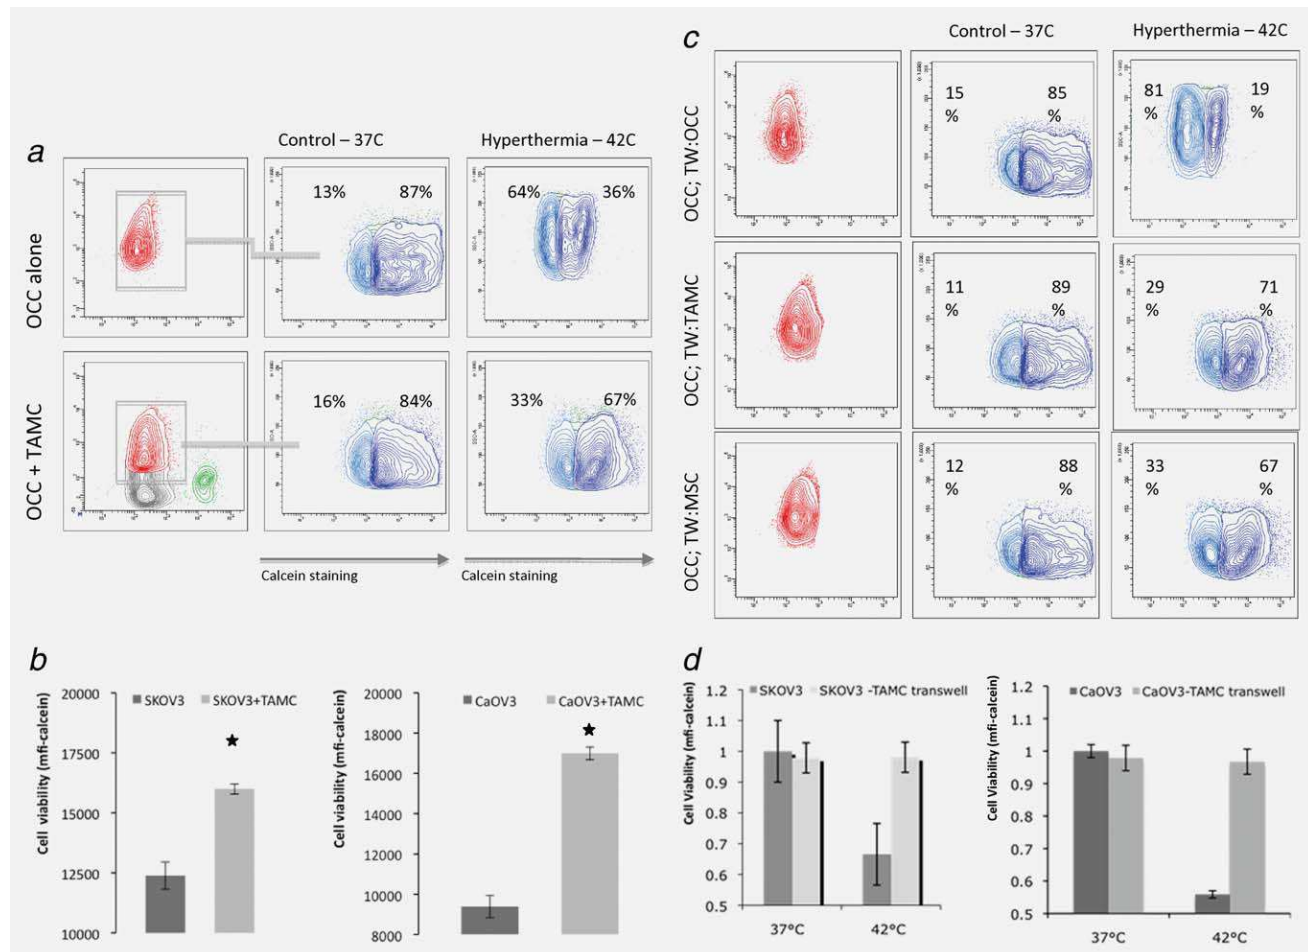 a
Control – 37C
Hyperthermia – 42C
OCC alone
13%
87%
64%
36%
OCC + TAMC
16%
84%
33%
67%
Calcein staining
Calcein staining
b
SKOV3
SKOV3+TAMC
Cell viability (mfi-calcein)
20000
17500
15000
12500
10000
CaOV3
CaOV3+TAMC
Cell viability (mfi-calcein)
20000
18000
16000
14000
12000
10000
8000
c
Control – 37C
Hyperthermia – 42C
OCC; TW:OCC
15
%
85
%
81
%
19
%
OCC; TW:TAMC
11
%
89
%
29
%
71
%
OCC; TW:MSC
12
%
88
%
33
%
67
%
d
SKOV3
SKOV3 -TAMC transwell
Cell Viability (mfi-calcein)
1.2
1.1
1
0.9
0.8
0.7
0.6
0.5
37°C
42°C
CaOV3
CaOV3-TAMC transwell
Cell Viability (mfi-calcein)
1.2
1.1
1
0.9
0.8
0.7
0.6
0.5
37°C
42°C